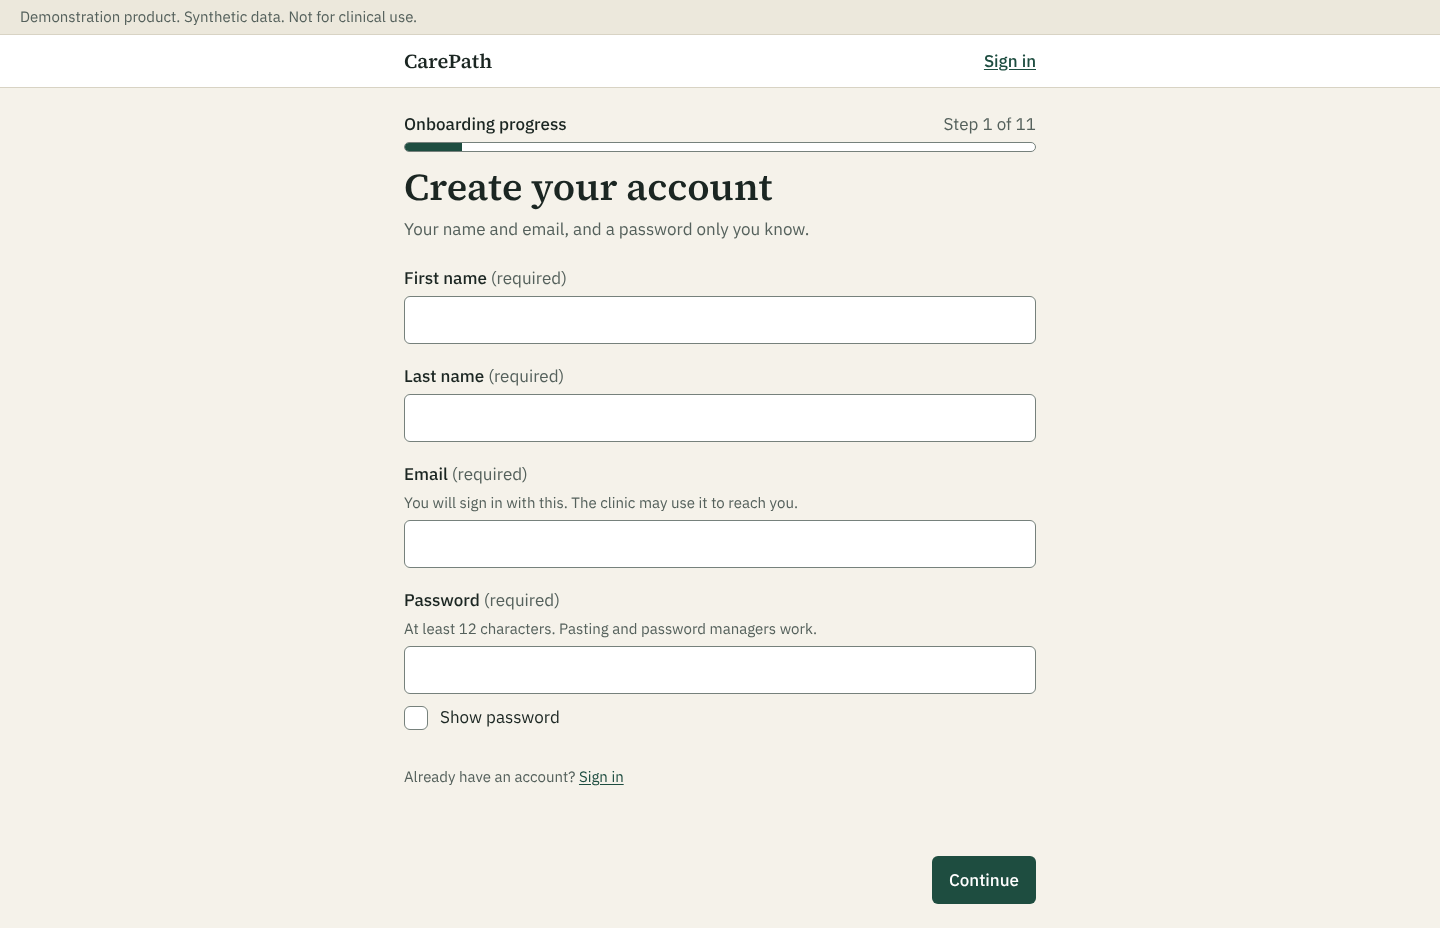 Demonstration product. Synthetic data. Not for clinical use.
CarePath
Sign in
Onboarding progress
Step 1 of 11
Create your account
Your name and email, and a password only you know.
First name (required)
Last name (required)
Email (required)
You will sign in with this. The clinic may use it to reach you.
Password (required)
At least 12 characters. Pasting and password managers work.
Show password
Already have an account? Sign in
Continue